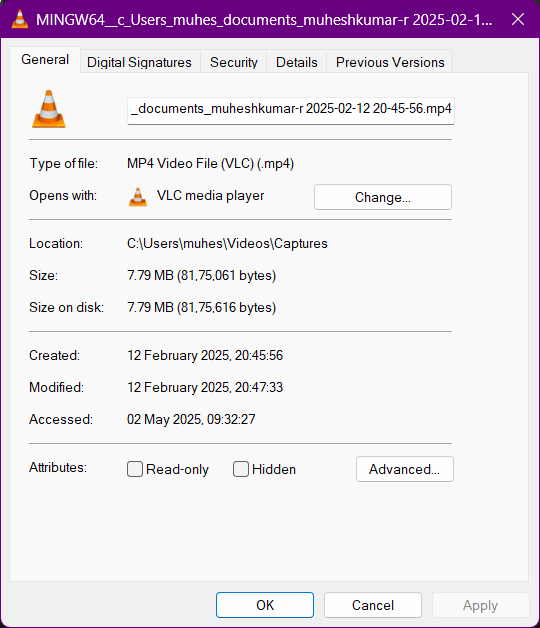 MINGW64__c_Users_muhes_documents_muheshkumar-r 2025-02-1...
General Digital Signatures Security Details Previous Versions
_documents_muheshkumar-r 2025-02-12 20-45-56.mp4
Type of file: MP4 Video File (VLC) (.mp4)
Opens with: VLC media player Change...
Location: C:\Users\muhes\Videos\Captures
Size: 7.79 MB (81,75,061 bytes)
Size on disk: 7.79 MB (81,75,616 bytes)
Created: 12 February 2025, 20:45:56
Modified: 12 February 2025, 20:47:33
Accessed: 02 May 2025, 09:32:27
Attributes: Read-only Hidden Advanced...
OK Cancel Apply